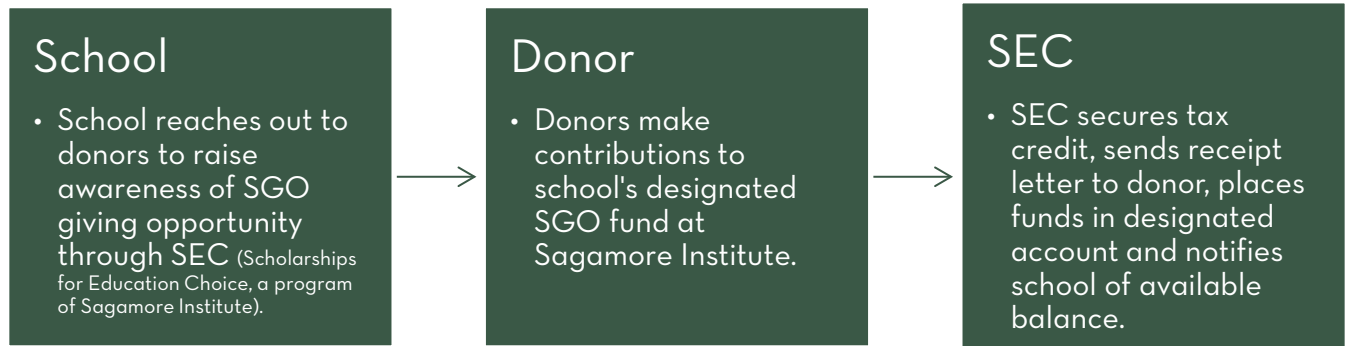 School
• School reaches out to
donors to raise
awareness of SGO
giving opportunity
through SEC (Scholarships
for Education Choice, a program
of Sagamore Institute).
Donor
• Donors make
contributions to
school's designated
SGO fund at
Sagamore Institute.
SEC
• SEC secures tax
credit, sends receipt
letter to donor, places
funds in designated
account and notifies
school of available
balance.